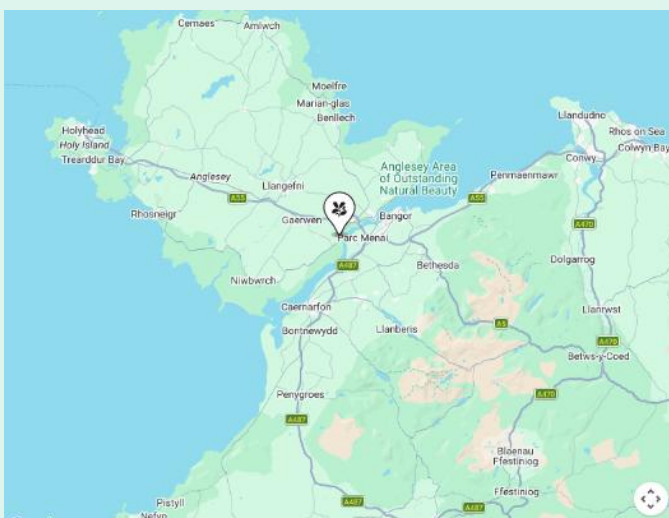 Cemaes
Amlwch
Moelfre
Marian-glas
Benllech
Llandudno
Rhos on Sea
Colwyn Bay
Holyhead
Holy Island
Trearddur Bay
Conwy
Anglesey Area
of Outstanding
Natural Beauty
Penmaenmawr
A55
Anglesey
Llangefni
A55
A470
Rhosneigr
Gaerwen
Bangor
Parc Menai
Dolgarrog
A487
Bethesda
Niwbwrch
Caernarfon
Llanrwst
Bontnewydd
Llanberis
A5
A470
Betws-y-Coed
Penygroes
A470
A487
Blaenau
Ffestiniog
Ffestiniog
Pistyll
Nefyn
A487
A470